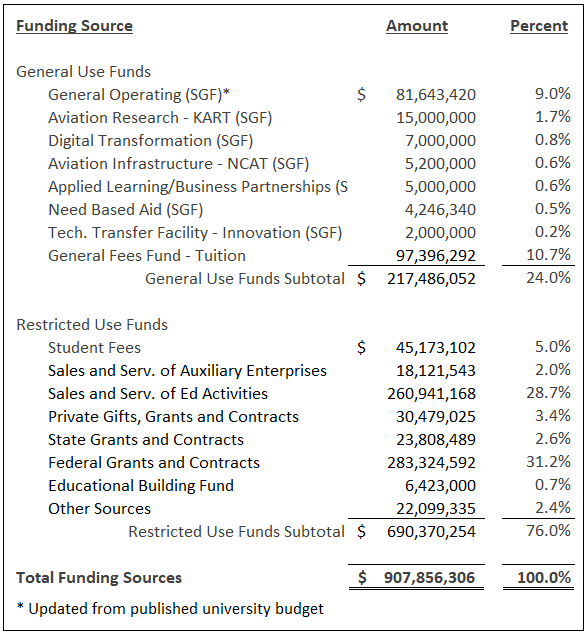 Funding Source Amount Percent
General Use Funds
General Operating (SGF)* $ 81,643,420 9.0%
Aviation Research - KART (SGF) 15,000,000 1.7%
Digital Transformation (SGF) 7,000,000 0.8%
Aviation Infrastructure - NCAT (SGF) 5,200,000 0.6%
Applied Learning/Business Partnerships (S 5,000,000 0.6%
Need Based Aid (SGF) 4,246,340 0.5%
Tech. Transfer Facility - Innovation (SGF) 2,000,000 0.2%
General Fees Fund - Tuition 97,396,292 10.7%
General Use Funds Subtotal $ 217,486,052 24.0%
Restricted Use Funds
Student Fees $ 45,173,102 5.0%
Sales and Serv. of Auxiliary Enterprises 18,121,543 2.0%
Sales and Serv. of Ed Activities 260,941,168 28.7%
Private Gifts, Grants and Contracts 30,479,025 3.4%
State Grants and Contracts 23,808,489 2.6%
Federal Grants and Contracts 283,324,592 31.2%
Educational Building Fund 6,423,000 0.7%
Other Sources 22,099,335 2.4%
Restricted Use Funds Subtotal $ 690,370,254 76.0%
Total Funding Sources $ 907,856,306 100.0%
* Updated from published university budget